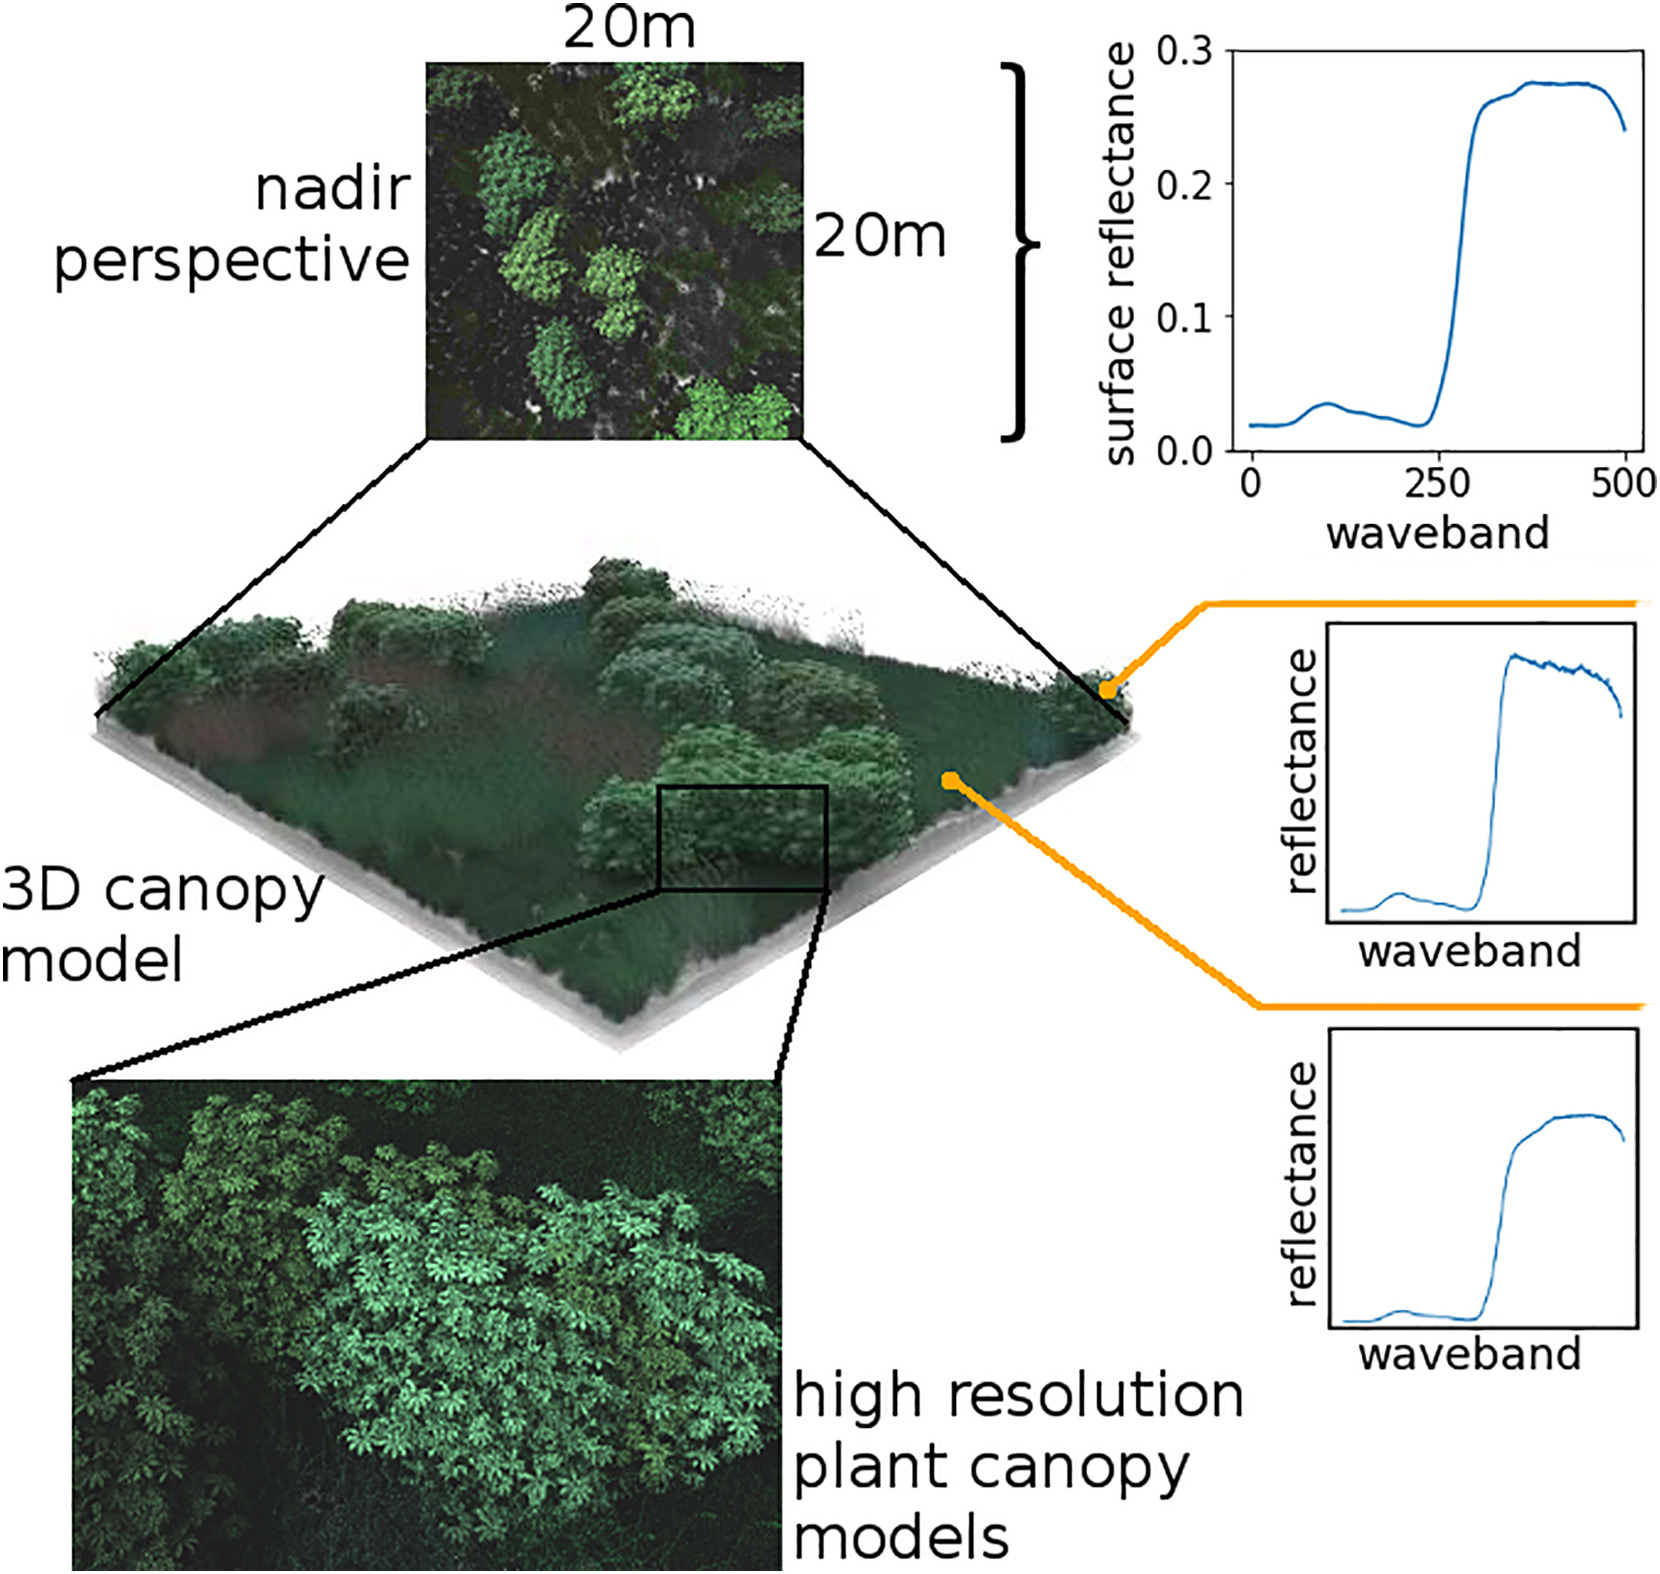 20m
nadir
perspective
20m
surface reflectance
0.3
0.2
0.1
0.0
0
250
500
waveband
reflectance
waveband
3D canopy
model
reflectance
waveband
high resolution
plant canopy
models